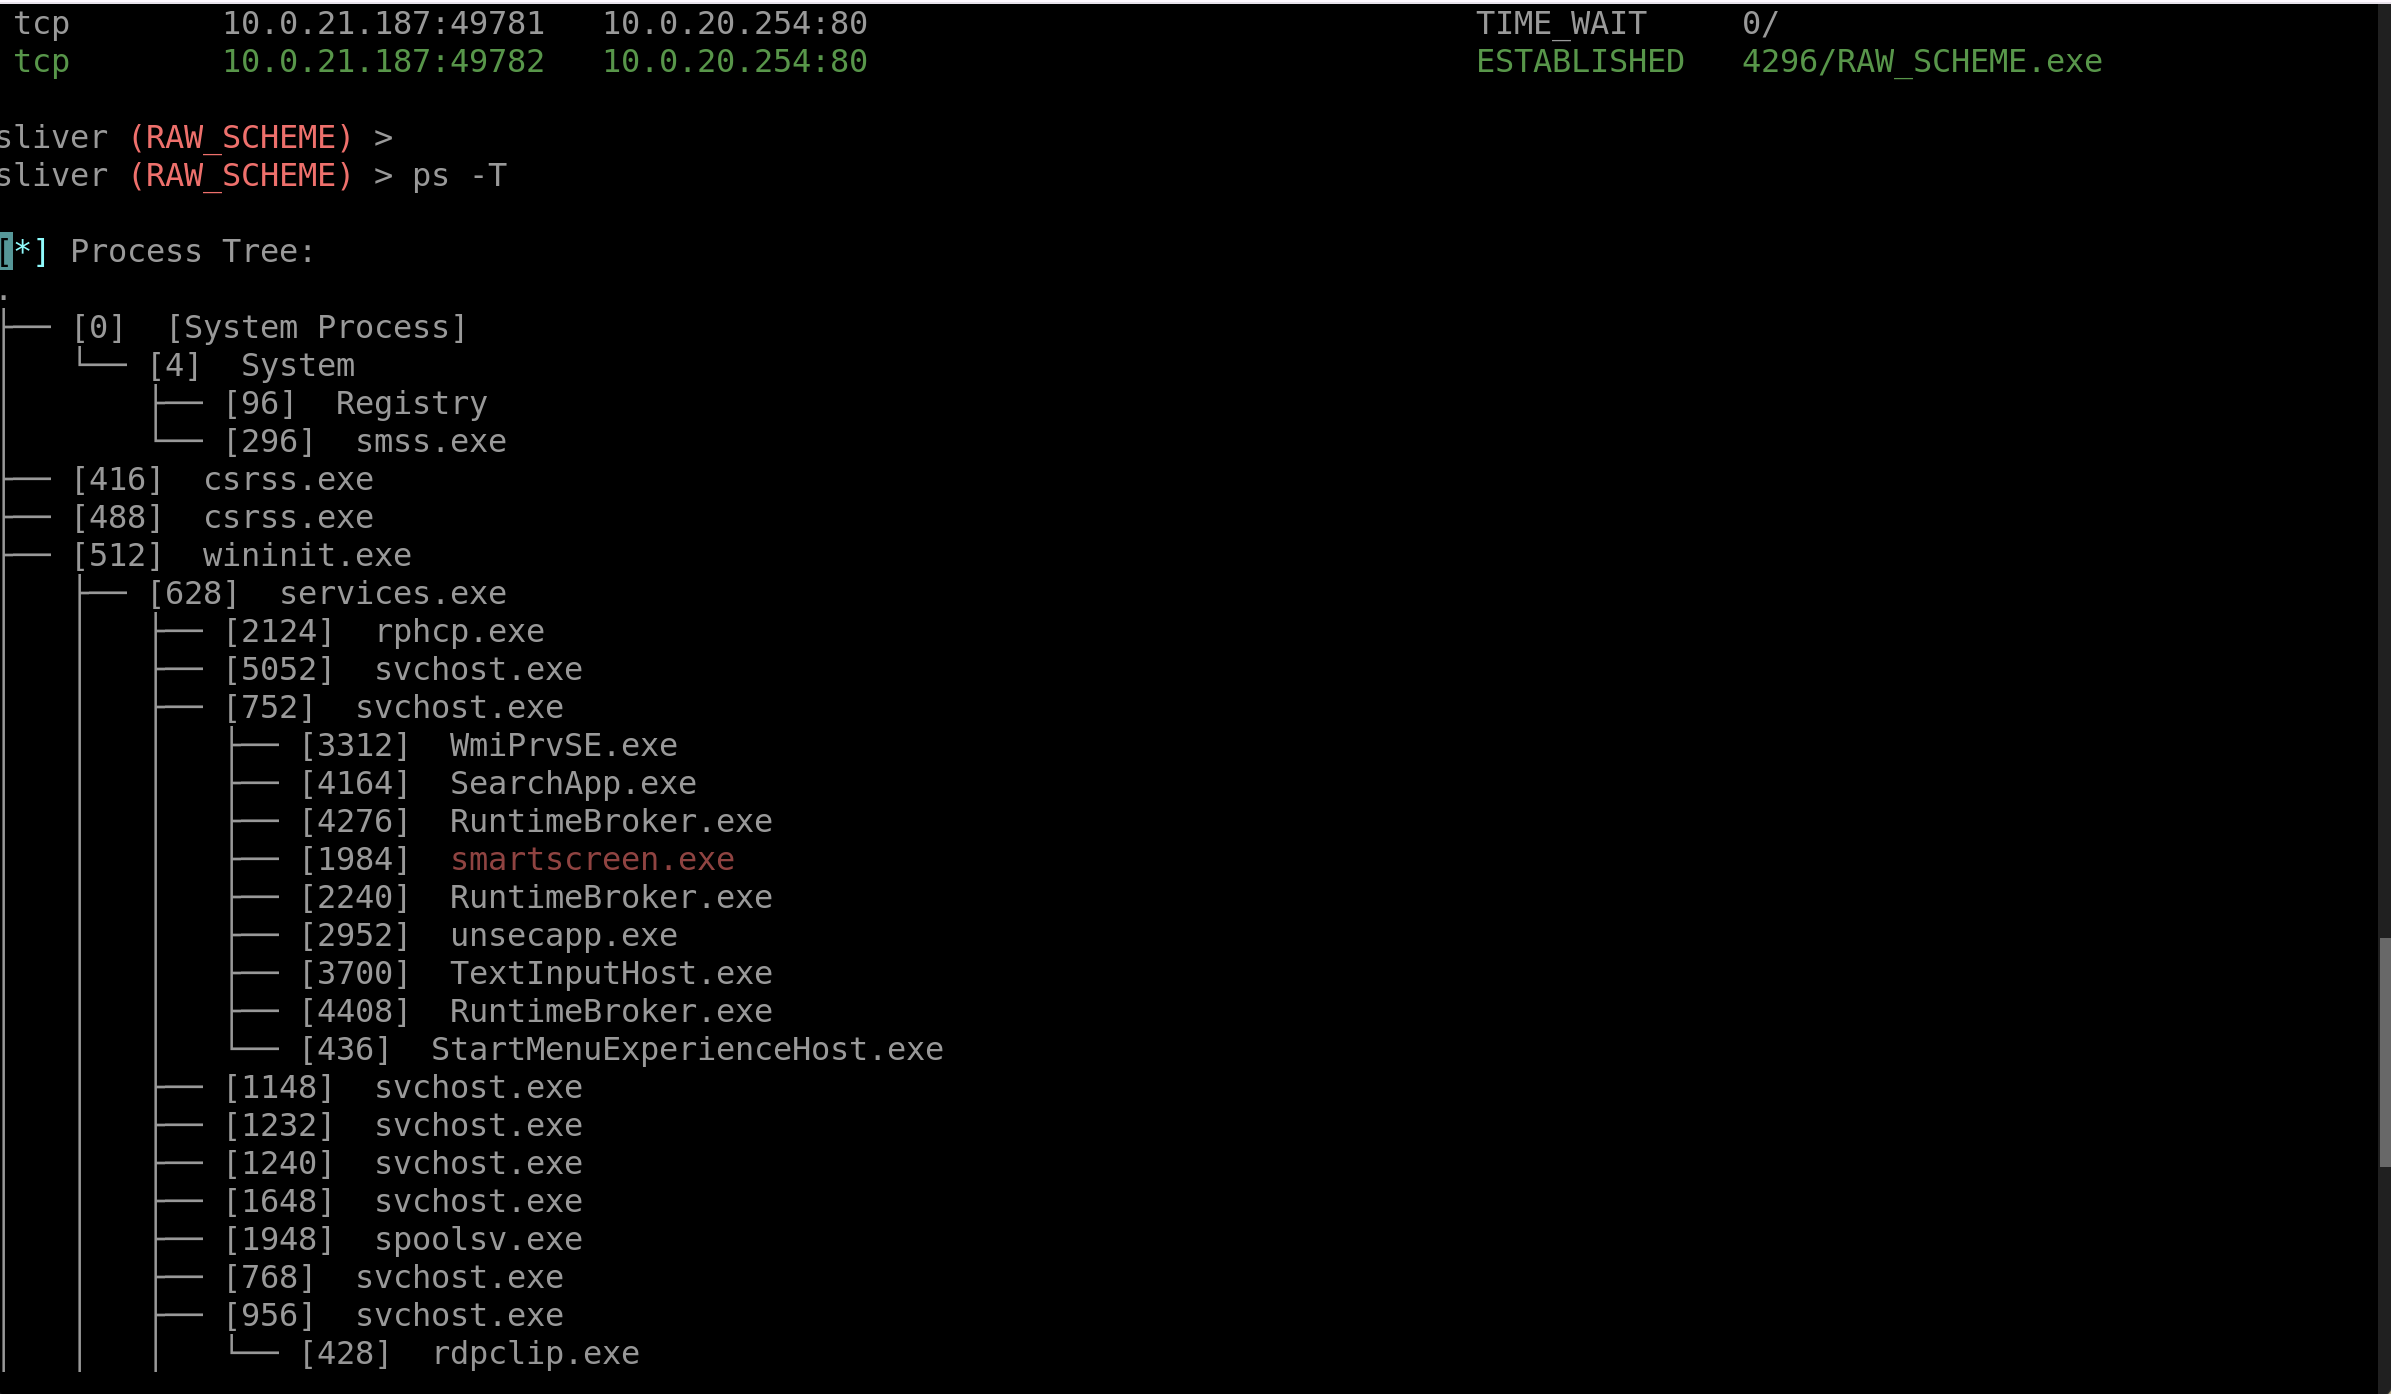 tcp 10.0.21.187:49781 10.0.20.254:80 TIME_WAIT 0/
tcp 10.0.21.187:49782 10.0.20.254:80 ESTABLISHED 4296/RAW_SCHEME.exe
sliver (RAW_SCHEME) >
sliver (RAW_SCHEME) > ps -T
[*] Process Tree:
.
├── [0]  [System Process]
│   └── [4]  System
│       ├── [96]  Registry
│       └── [296]  smss.exe
├── [416]  csrss.exe
├── [488]  csrss.exe
├── [512]  wininit.exe
│   ├── [628]  services.exe
│   │   ├── [2124]  rphcp.exe
│   │   ├── [5052]  svchost.exe
│   │   ├── [752]  svchost.exe
│   │   │   ├── [3312]  WmiPrvSE.exe
│   │   │   ├── [4164]  SearchApp.exe
│   │   │   ├── [4276]  RuntimeBroker.exe
│   │   │   ├── [1984]  smartscreen.exe
│   │   │   ├── [2240]  RuntimeBroker.exe
│   │   │   ├── [2952]  unsecapp.exe
│   │   │   ├── [3700]  TextInputHost.exe
│   │   │   ├── [4408]  RuntimeBroker.exe
│   │   │   └── [436]  StartMenuExperienceHost.exe
│   │   ├── [1148]  svchost.exe
│   │   ├── [1232]  svchost.exe
│   │   ├── [1240]  svchost.exe
│   │   ├── [1648]  svchost.exe
│   │   ├── [1948]  spoolsv.exe
│   │   ├── [768]  svchost.exe
│   │   ├── [956]  svchost.exe
│   │   │   └── [428]  rdpclip.exe